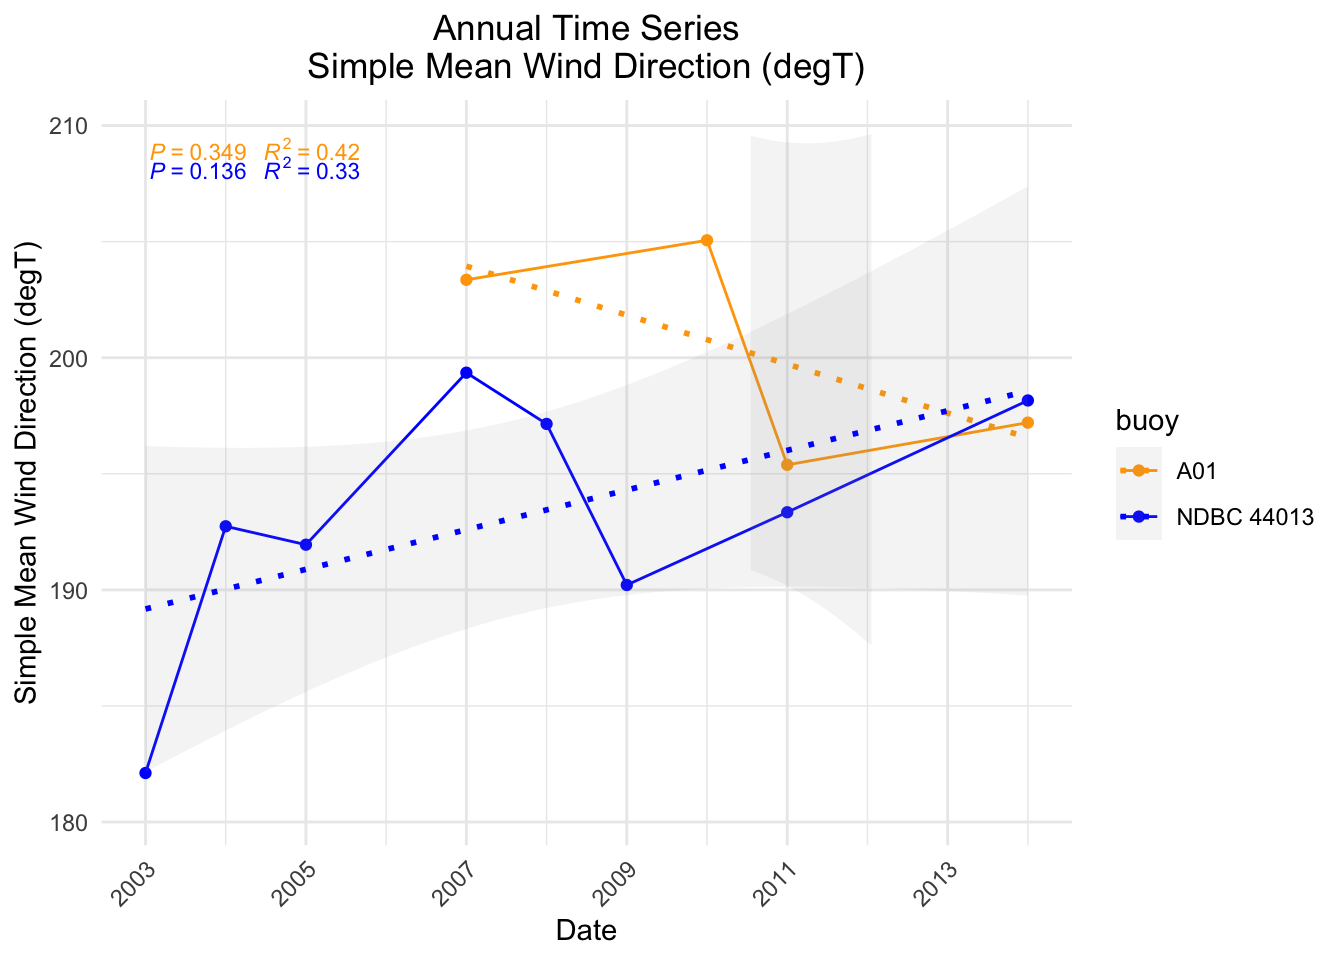 Annual Time Series
Simple Mean Wind Direction (degT)
210
200
190
180
Simple Mean Wind Direction (degT)
P = 0.349 R² = 0.42
P = 0.136 R² = 0.33
2003
2005
2007
2009
2011
2013
Date
buoy
A01
NDBC 44013